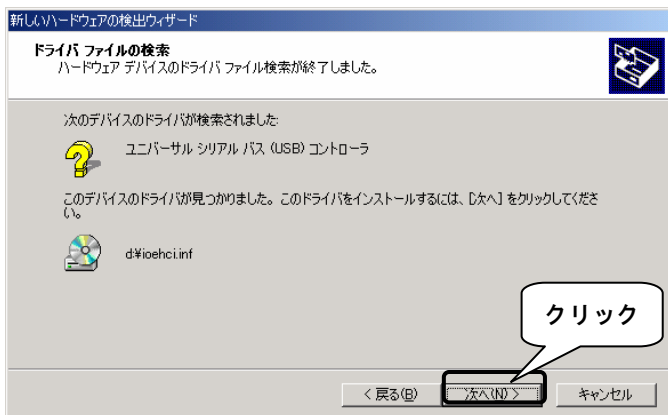 新しいハードウェアの検出ウィザード
ドライバ ファイルの検索
ハードウェア デバイスのドライバ ファイル検索が終了しました。
次のデバイスのドライバが検索されました:
ユニバーサル シリアル バス (USB) コントローラ
このデバイスのドライバが見つかりました。このドライバをインストールするには、[次へ] をクリックしてくださ
い。
d:¥ioehci.inf
クリック
< 戻る(B)
次へ(N) >
キャンセル